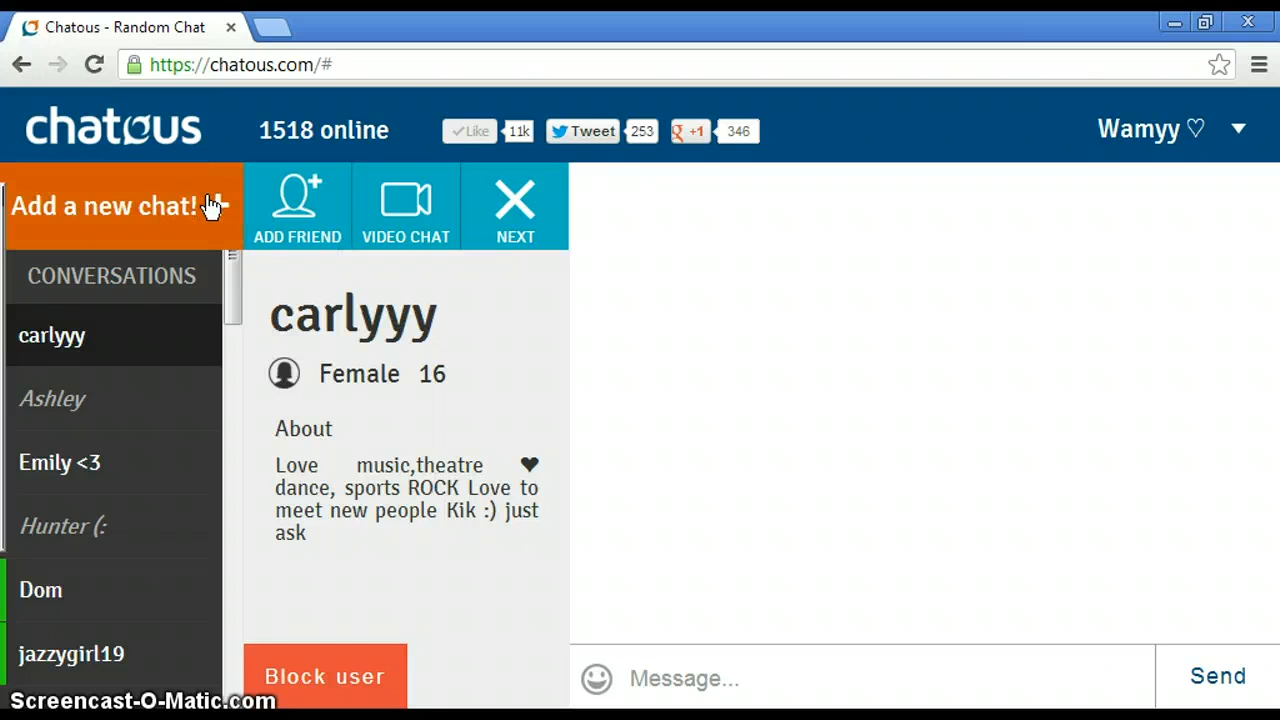 Chatous - Random Chat
https://chatous.com/#
chatous
1518 online
Like 11k
Tweet 253
+1 346
Wamyy ♡
Add a new chat! +
ADD FRIEND
VIDEO CHAT
NEXT
CONVERSATIONS
carlyyy
Ashley
Emily <3
Hunter (:
Dom
jazzygirl19
carlyyy
Female 16
About
Love music,theatre ♥
dance, sports ROCK Love to
meet new people Kik :) just
ask
Block user
Message...
Send
Screencast-O-Matic.com